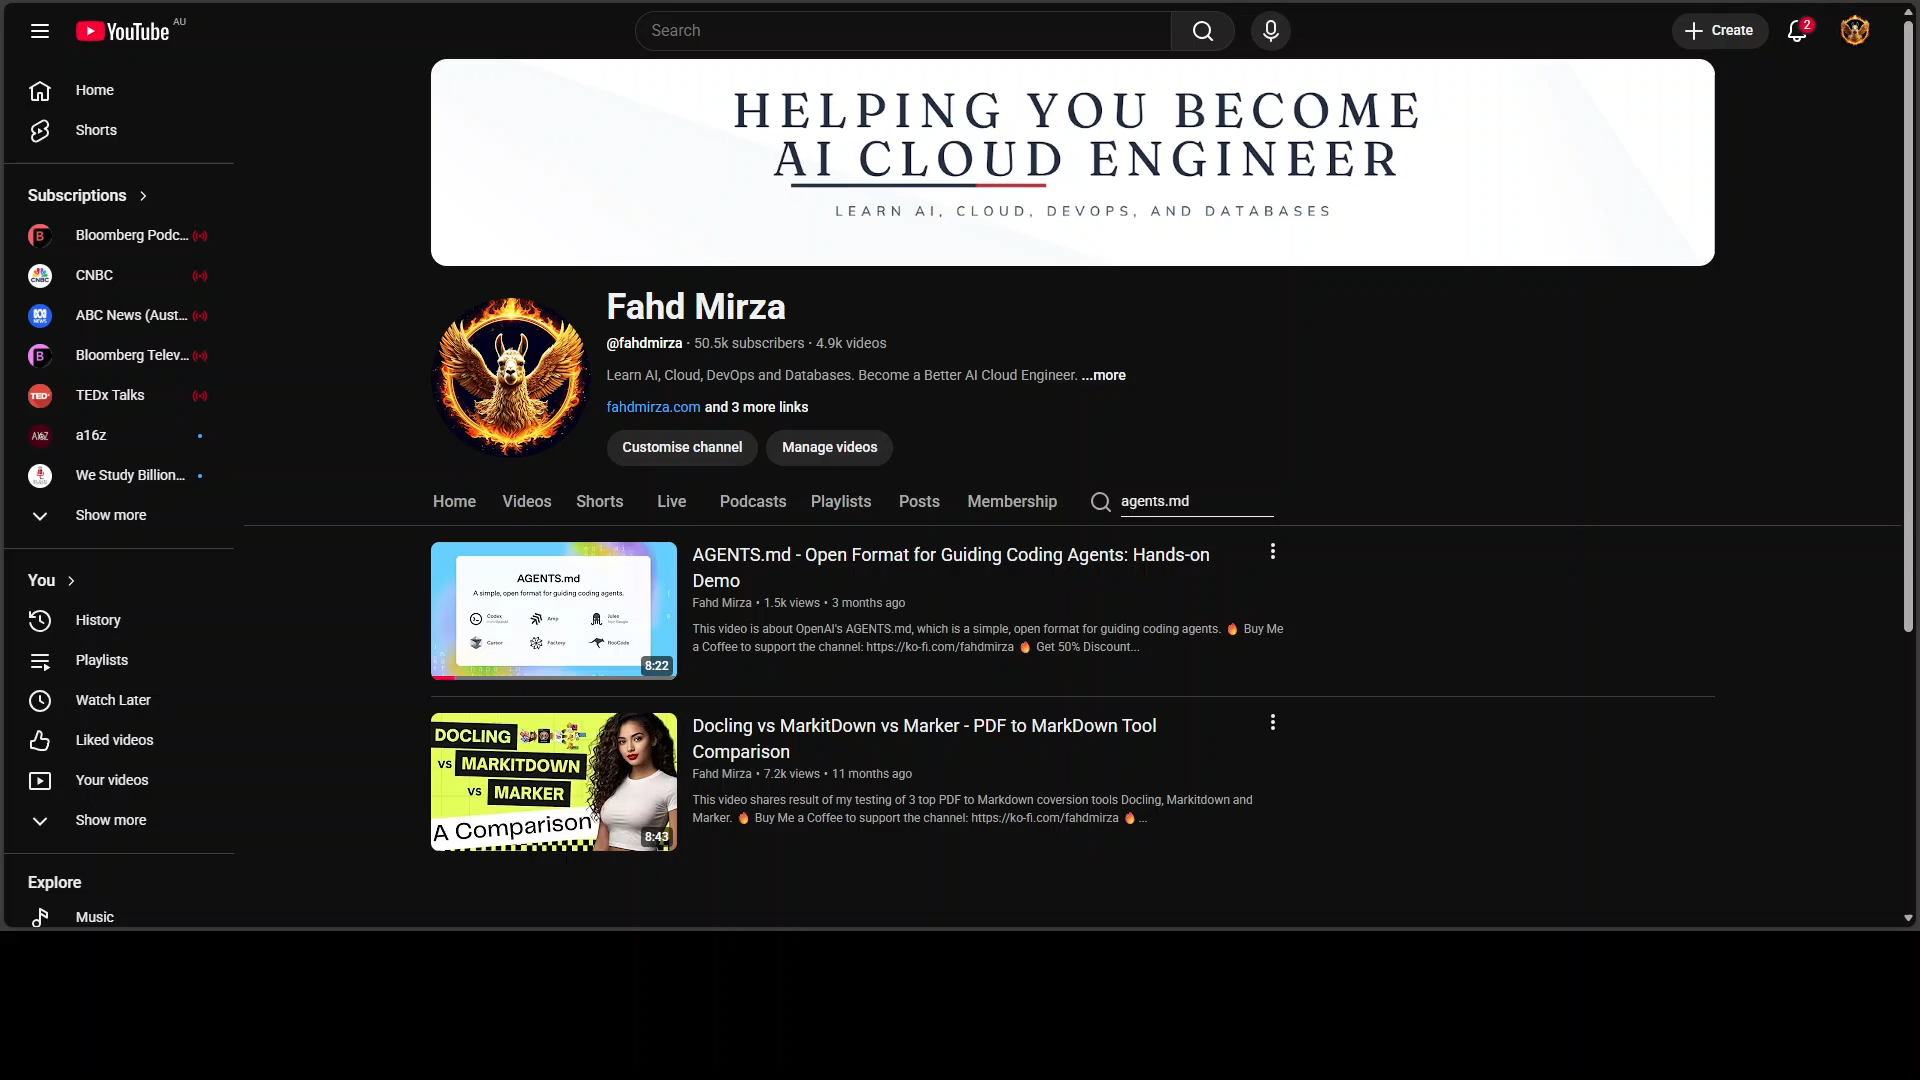 YouTube AU
Search
Create
2
Home
Shorts
Subscriptions
Bloomberg Podc...
CNBC
ABC News (Aust...
Bloomberg Telev...
TEDx Talks
a16z
We Study Billion...
Show more
You
History
Playlists
Watch Later
Liked videos
Your videos
Show more
Explore
Music
HELPING YOU BECOME
AI CLOUD ENGINEER
LEARN AI, CLOUD, DEVOPS, AND DATABASES
Fahd Mirza
@fahdmirza · 50.5k subscribers · 4.9k videos
Learn AI, Cloud, DevOps and Databases. Become a Better AI Cloud Engineer. ...more
fahdmirza.com and 3 more links
Customise channel Manage videos
Home Videos Shorts Live Podcasts Playlists Posts Membership agents.md
AGENTS.md
A simple, open format for guiding coding agents.
Codex Amp Jules
Cursor Factory RooCode
8:22
AGENTS.md - Open Format for Guiding Coding Agents: Hands-on
Demo
Fahd Mirza • 1.5k views • 3 months ago
This video is about OpenAI's AGENTS.md, which is a simple, open format for guiding coding agents. 🔥 Buy Me
a Coffee to support the channel: https://ko-fi.com/fahdmirza 🔥 Get 50% Discount...
DOCLING
VS MARKITDOWN
VS MARKER
A Comparison
8:43
Docling vs MarkitDown vs Marker - PDF to MarkDown Tool
Comparison
Fahd Mirza • 7.2k views • 11 months ago
This video shares result of my testing of 3 top PDF to Markdown coversion tools Docling, Markitdown and
Marker. 🔥 Buy Me a Coffee to support the channel: https://ko-fi.com/fahdmirza 🔥 ...